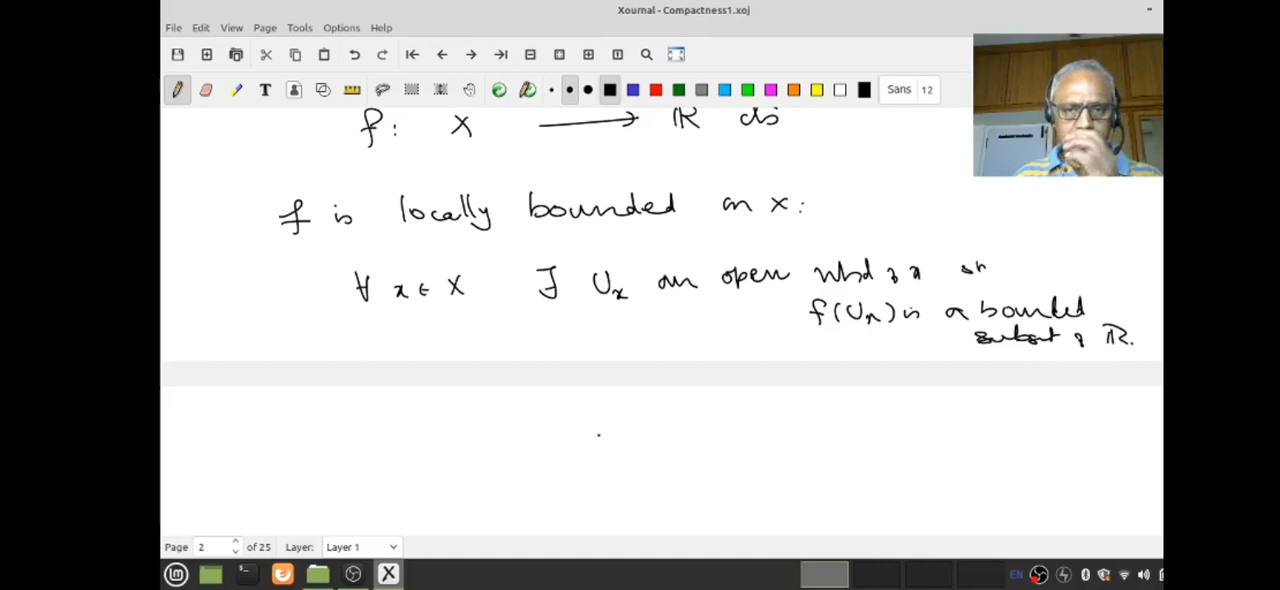 Xournal - Compactness1.xoj
File Edit View Page Tools Options Help
Sans 12
f: X ⟶ ℝ cts
f is locally bounded on X:
∀ x ∈ X ∃ Uₓ an open nbd of x st
f(Uₓ) is a bounded
subset of ℝ.
Page 2 of 25 Layer: Layer 1
EN